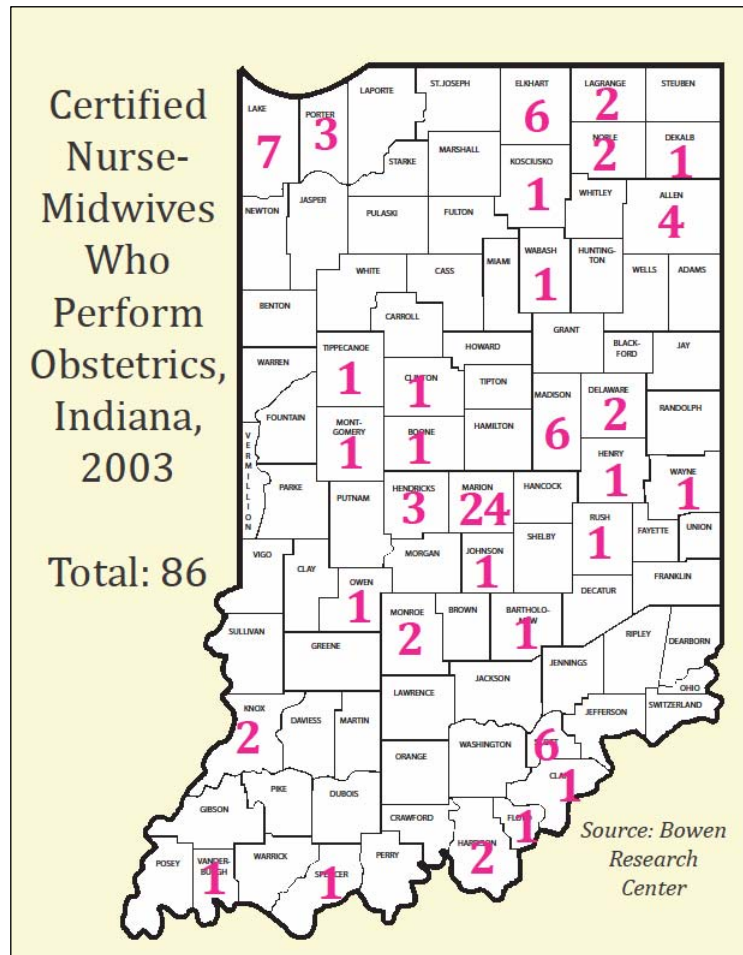 Certified
Nurse-
Midwives
Who
Perform
Obstetrics,
Indiana,
2003
Total: 86
LAKE
7
PORTER
3
LAPORTE
ST.JOSEPH
ELKHART
6
LAGRANGE
2
STEUBEN
NOBLE
2
DEKALB
1
STARKE
MARSHALL
KOSCIUSKO
1
NEWTON
JASPER
PULASKI
FULTON
WHITLEY
ALLEN
4
WHITE
CASS
MIAMI
WABASH
1
HUNTING-
TON
WELLS
ADAMS
BENTON
CARROLL
GRANT
BLACK-
FORD
JAY
WARREN
TIPPECANOE
1
CLINTON
1
HOWARD
TIPTON
MADISON
6
DELAWARE
2
RANDOLPH
FOUNTAIN
MONT-
GOMERY
1
BOONE
1
HAMILTON
HENRY
1
WAYNE
1
VERMILLION
PARKE
PUTNAM
HENDRICKS
3
MARION
24
HANCOCK
RUSH
1
FAYETTE
UNION
VIGO
CLAY
OWEN
1
MORGAN
JOHNSON
1
SHELBY
DECATUR
FRANKLIN
SULLIVAN
GREENE
MONROE
2
BROWN
BARTHOLO-
MEW
1
JENNINGS
RIPLEY
DEARBORN
OHIO
SWITZERLAND
KNOX
2
DAVIESS
MARTIN
LAWRENCE
JACKSON
JEFFERSON
6
ORANGE
WASHINGTON
CLARK
1
GIBSON
PIKE
DUBOIS
CRAWFORD
HARRISON
2
FLOYD
1
POSEY
VANDER-
BURGH
1
WARRICK
SPENCER
1
PERRY
Source: Bowen
Research
Center